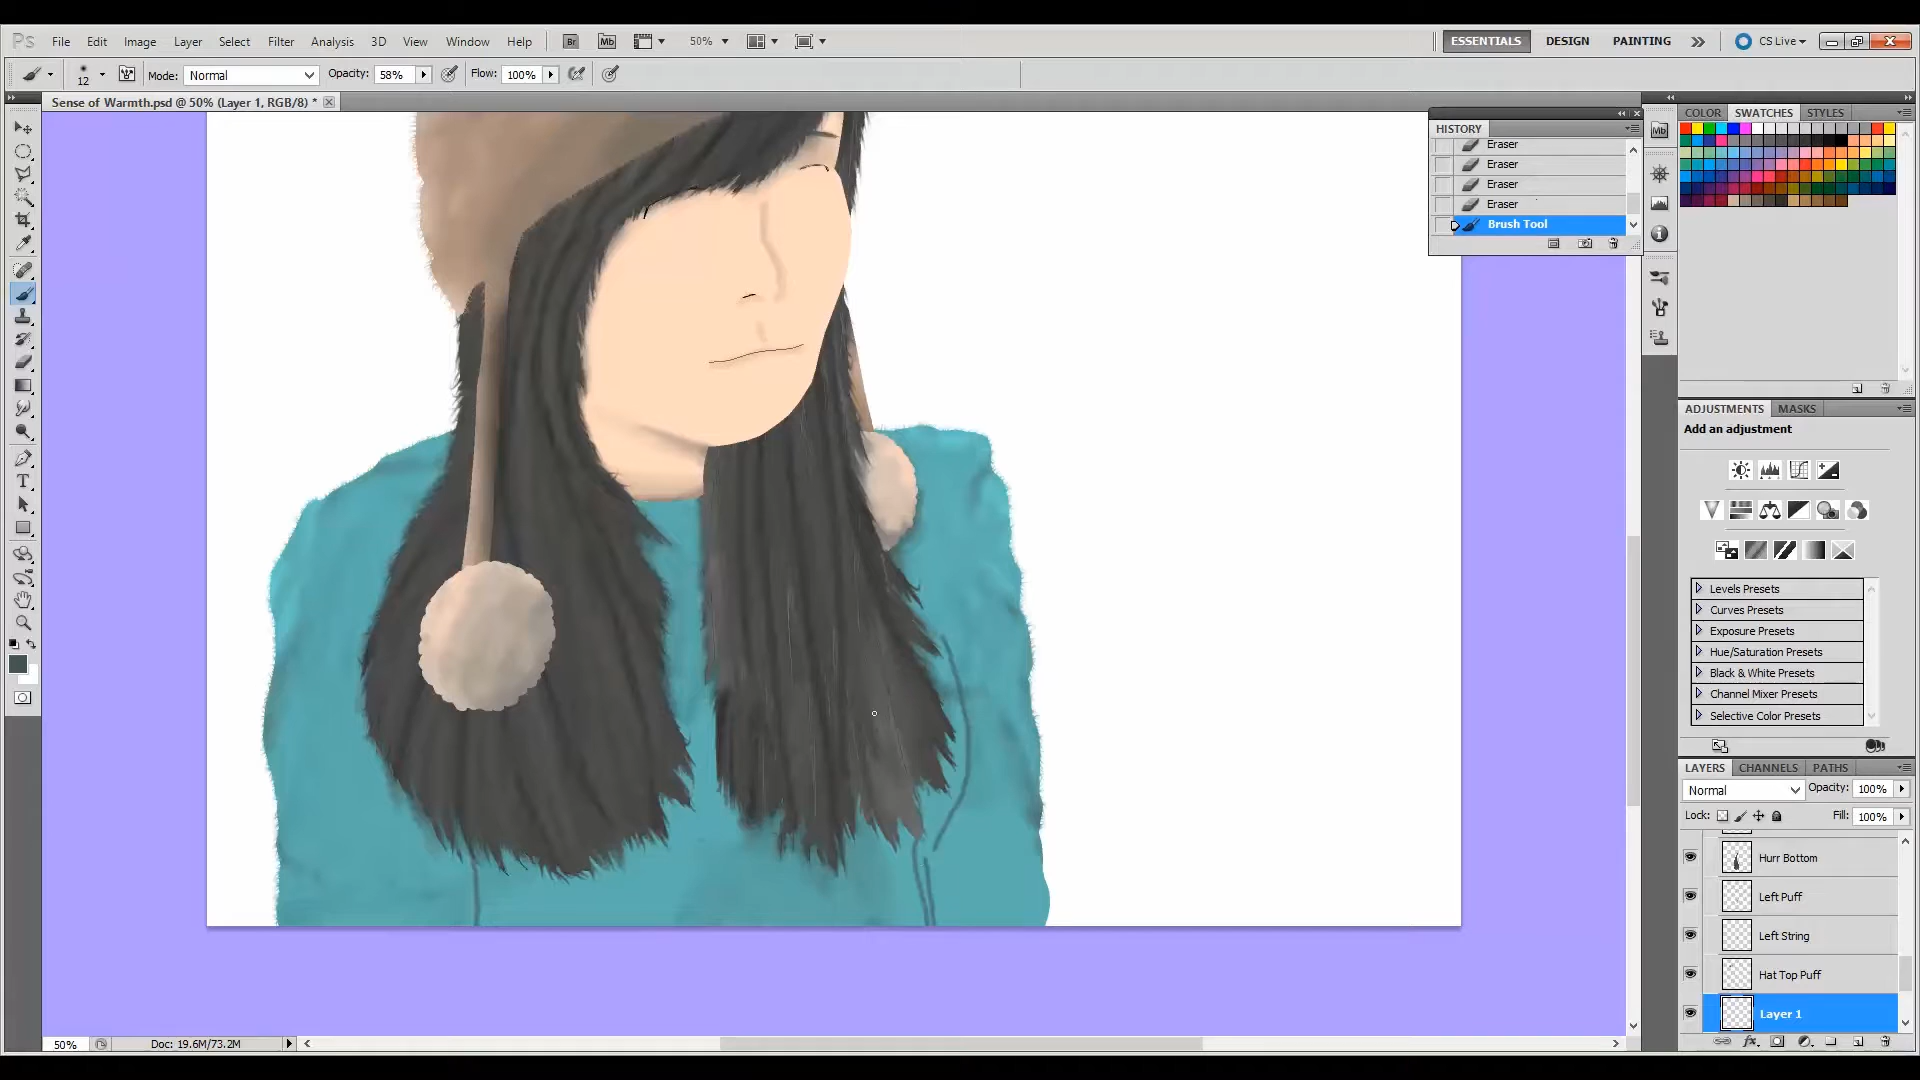 Ps File Edit Image Layer Select Filter Analysis 3D View Window Help Br Mb 50% ESSENTIALS DESIGN PAINTING CS Live
12 Mode: Normal Opacity: 58% Flow: 100%
Sense of Warmth.psd @ 50% (Layer 1, RGB/8) *
HISTORY
Eraser
Eraser
Eraser
Eraser
Brush Tool
Mb
COLOR SWATCHES STYLES
ADJUSTMENTS MASKS
Add an adjustment
Levels Presets
Curves Presets
Exposure Presets
Hue/Saturation Presets
Black & White Presets
Channel Mixer Presets
Selective Color Presets
LAYERS CHANNELS PATHS
Normal Opacity: 100%
Lock: Fill: 100%
Hurr Bottom
Left Puff
Left String
Hat Top Puff
Layer 1
50% Doc: 19.6M/73.2M